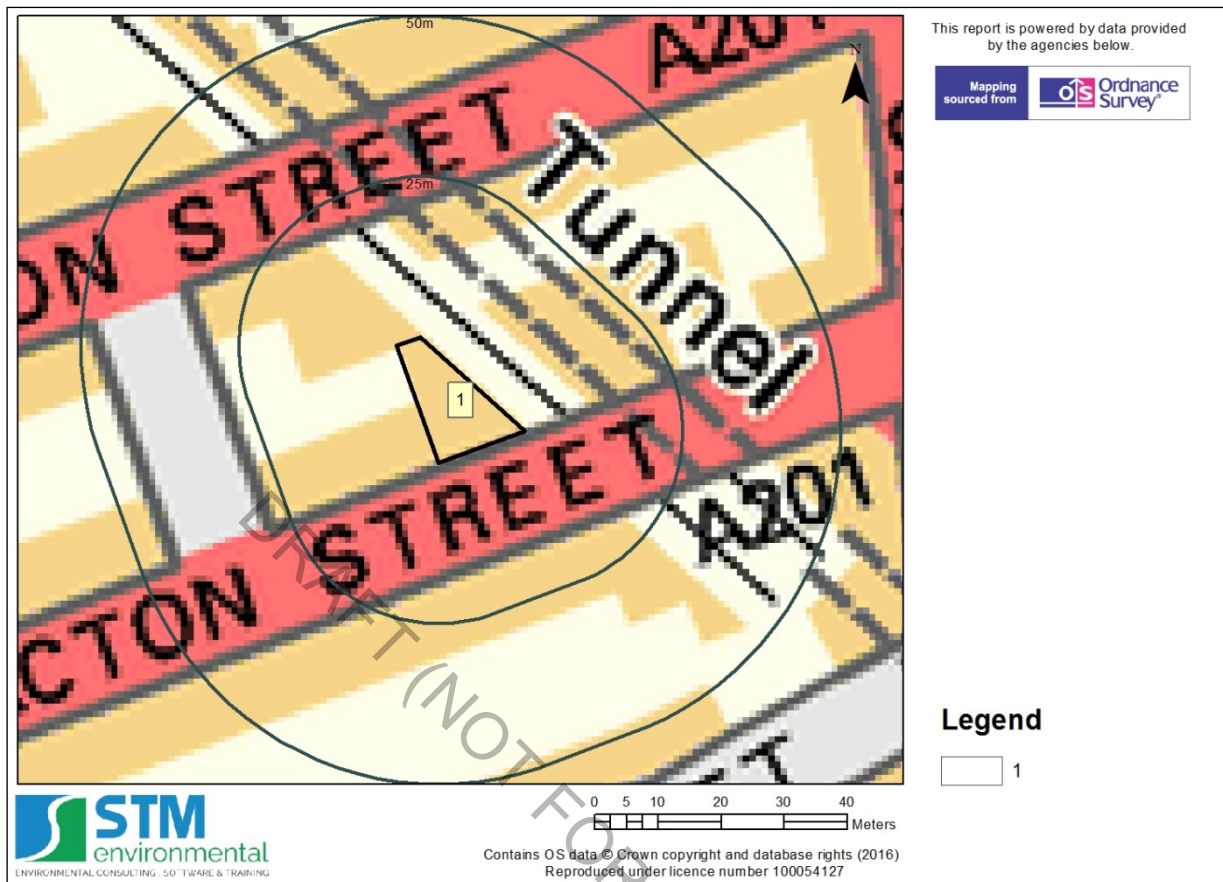 50m
A201
N
This report is powered by data provided
by the agencies below.
Mapping
sourced from
OS Ordnance
Survey®
ON STREET
Tunnel
25m
1
STREET
A201
CTON
DRAFT (NOT FOR
ET
Legend
1
STM
environmental
ENVIRONMENTAL CONSULTING . SOFTWARE & TRAINING
0 5 10 20 30 40
Meters
Contains OS data © Crown copyright and database rights (2016)
Reproduced under licence number 100054127